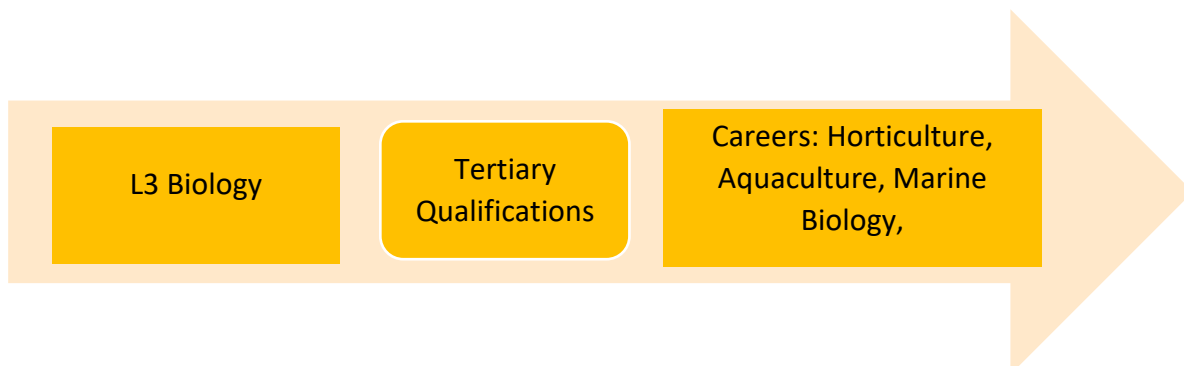 L3 Biology
Tertiary
Qualifications
Careers: Horticulture,
Aquaculture, Marine
Biology,